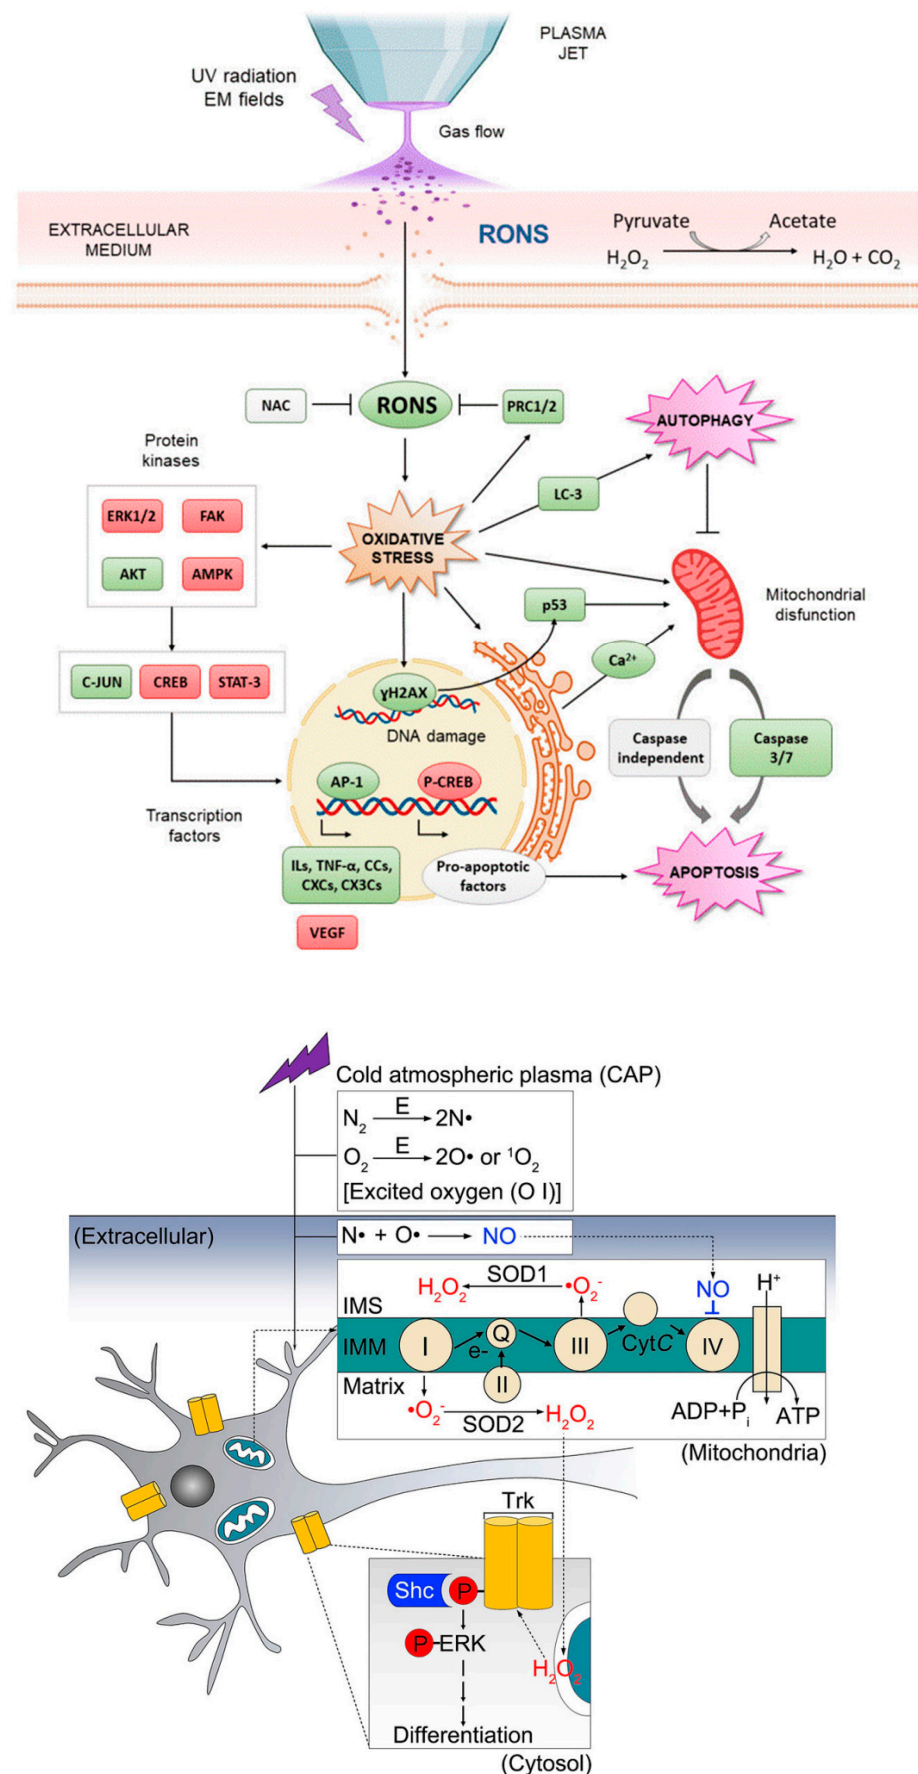 PLASMA
JET
UV radiation
EM fields
Gas flow
EXTRACELLULAR
MEDIUM
RONS
Pyruvate
Acetate
H₂O₂
H₂O + CO₂
NAC
RONS
PRC1/2
AUTOPHAGY
Protein
kinases
LC-3
ERK1/2
FAK
OXIDATIVE
STRESS
AKT
AMPK
p53
Mitochondrial
disfunction
Ca²⁺
C-JUN
CREB
STAT-3
ɣH2AX
DNA damage
Caspase
independent
Caspase
3/7
AP-1
P-CREB
Transcription
factors
ILs, TNF-α, CCs,
CXCs, CX3Cs
Pro-apoptotic
factors
APOPTOSIS
VEGF
Cold atmospheric plasma (CAP)
N₂ E 2N•
O₂ E 2O• or ¹O₂
[Excited oxygen (O I)]
(Extracellular)
N• + O• NO
H₂O₂ SOD1 •O₂⁻
NO
H⁺
IMS
IMM
I
e-
Q
III
CytC
IV
Matrix
II
•O₂⁻ SOD2 H₂O₂
ADP+Pᵢ
ATP
(Mitochondria)
Trk
Shc
P
P-ERK
H₂O₂
Differentiation
(Cytosol)